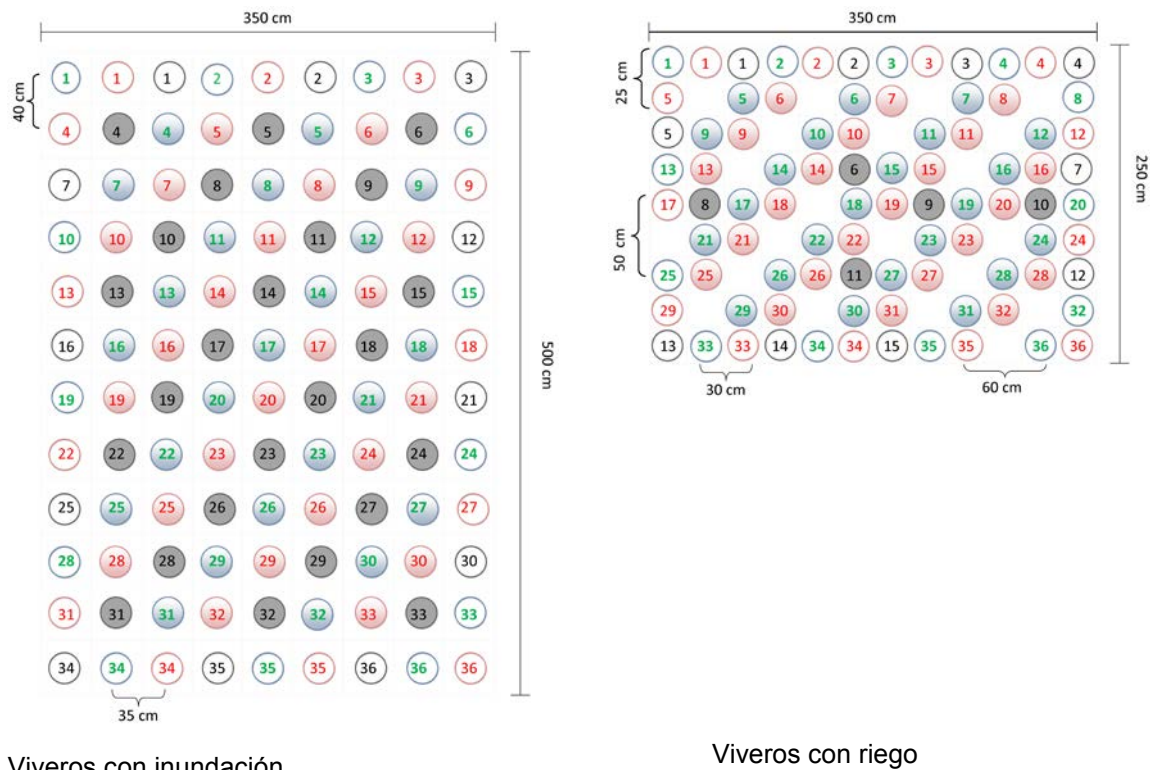 350 cm
40 cm
1 1 1 2 2 2 3 3 3
4 4 4 5 5 5 6 6 6
7 7 7 8 8 8 9 9 9
10 10 10 11 11 11 12 12 12
13 13 13 14 14 14 15 15 15
16 16 16 17 17 17 18 18 18
19 19 19 20 20 20 21 21 21
22 22 22 23 23 23 24 24 24
25 25 25 26 26 26 27 27 27
28 28 28 29 29 29 30 30 30
31 31 31 32 32 32 33 33 33
34 34 34 35 35 35 36 36 36
35 cm
500 cm
Viveros con inundación
350 cm
25 cm
1 1 1 2 2 2 3 3 3 4 4 4
5 5 6 6 7 7 8 8
5 9 9 10 10 11 11 12 12
13 13 14 14 6 15 15 16 16 7
17 8 17 18 18 19 9 19 20 10 20
21 21 22 22 23 23 24 24
25 25 26 26 11 27 27 28 28 12
29 29 30 30 31 31 32 32
13 33 33 14 34 34 15 35 35 36 36
50 cm
30 cm
60 cm
250 cm
Viveros con riego